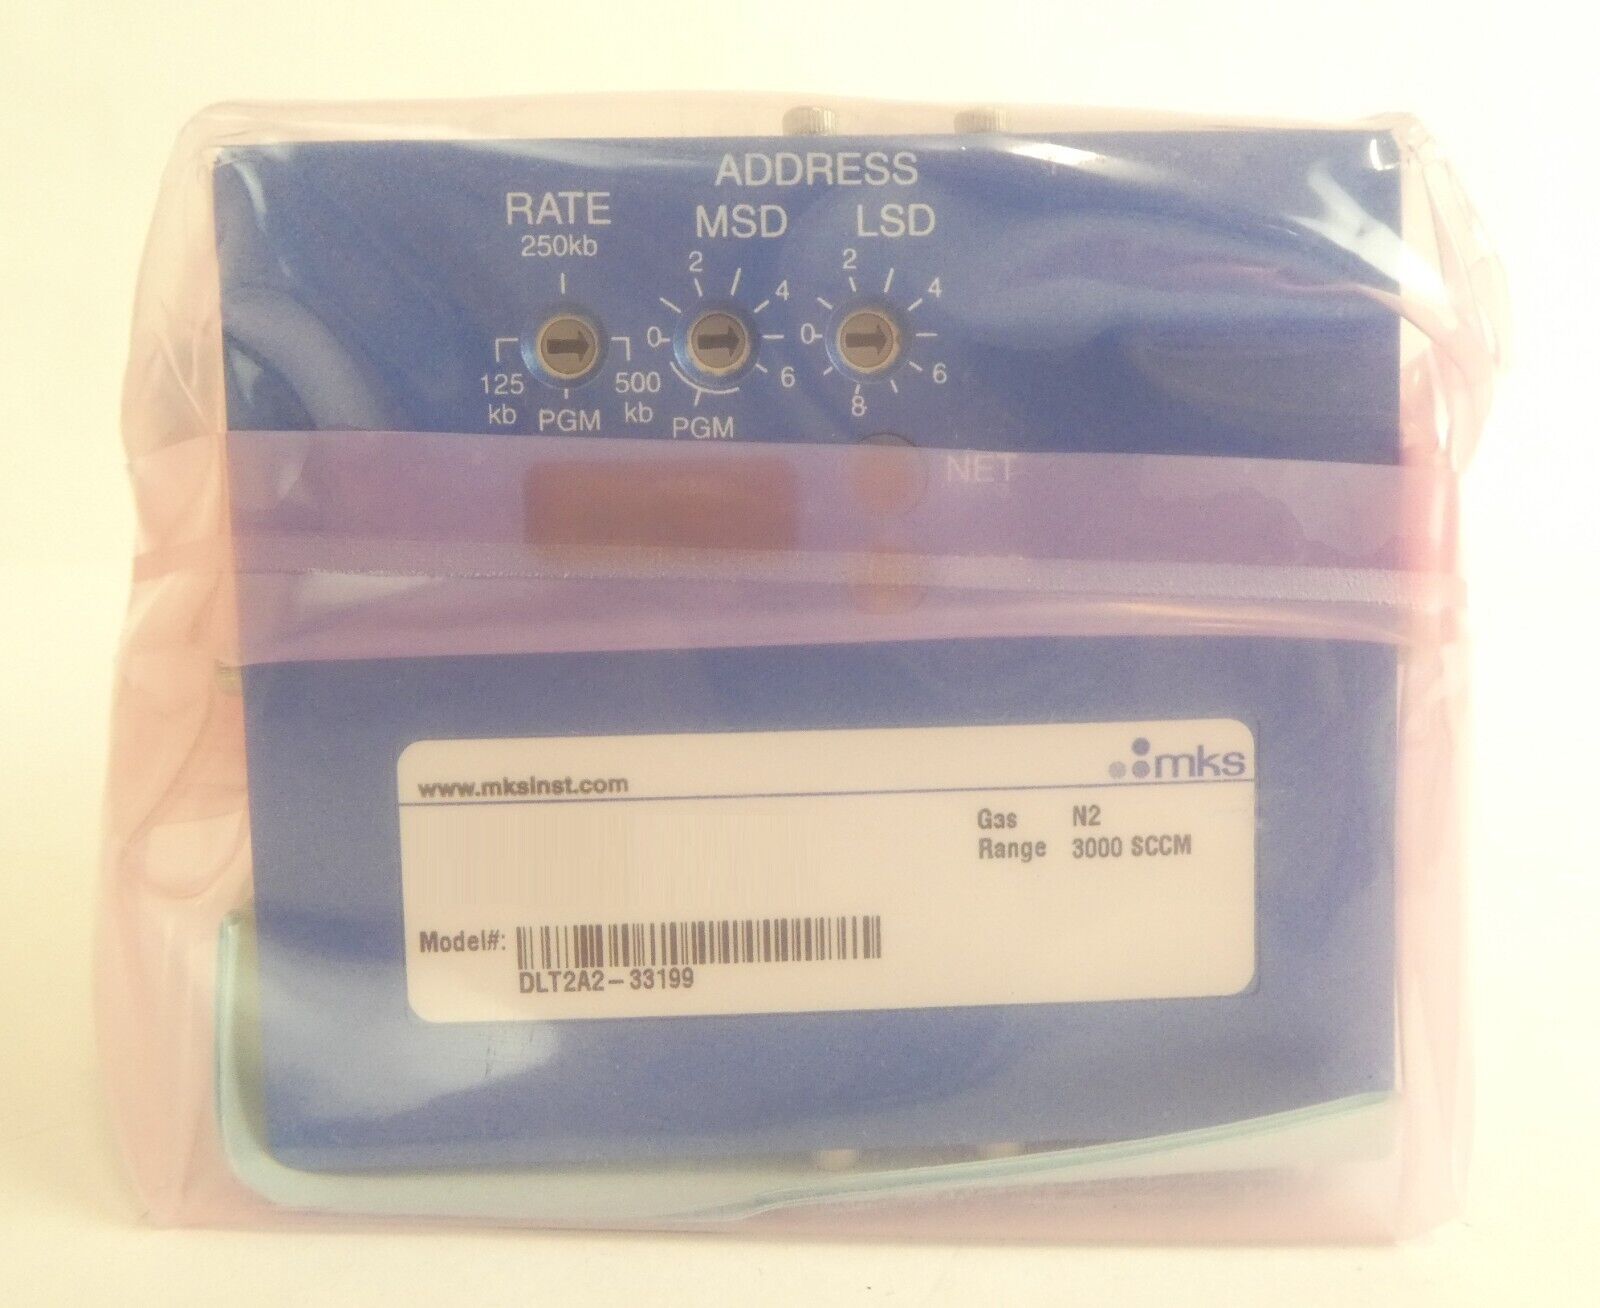 ADDRESS
RATE MSD LSD
250kb
2 4 2 4
0 0
125 kb 500 kb 6 6
8
PGM PGM
NET
mks
www.mksinst.com
Gas N2
Range 3000 SCCM
Model#:
DLT2A2-33199